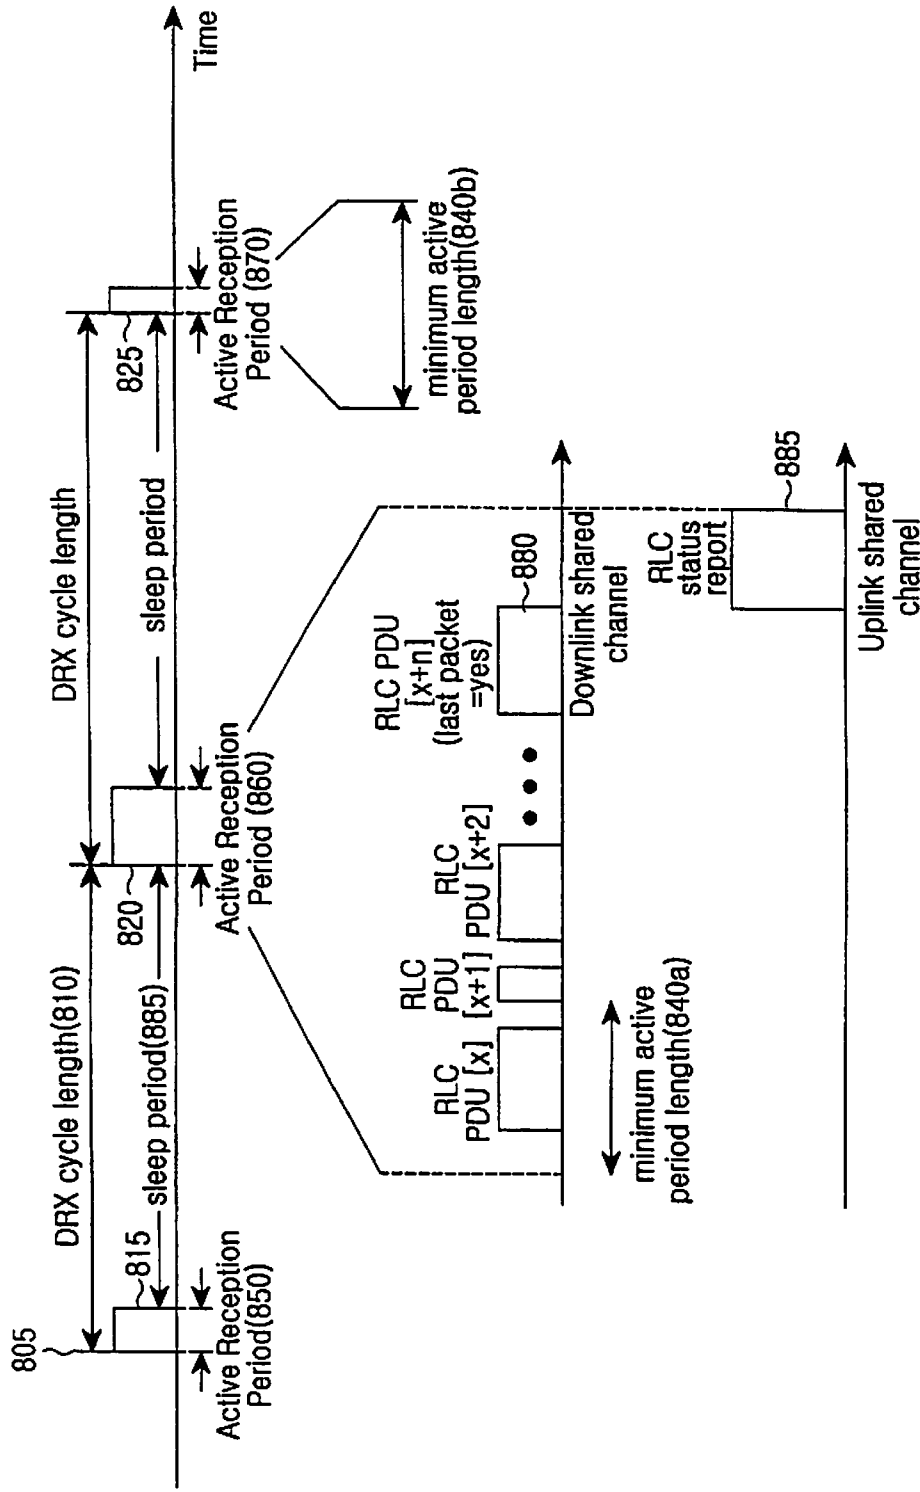 805
DRX cycle length(810)
DRX cycle length
815
sleep period(885)
820
sleep period
825
Time
Active Reception
Period(850)
Active Reception
Period (860)
Active Reception
Period (870)
minimum active
period length(840b)
RLC
PDU [x]
RLC
PDU
[x+1]
RLC
PDU [x+2]
RLC PDU
[x+n]
(last packet
=yes)
880
Downlink shared
channel
minimum active
period length(840a)
RLC
status
report
885
Uplink shared
channel